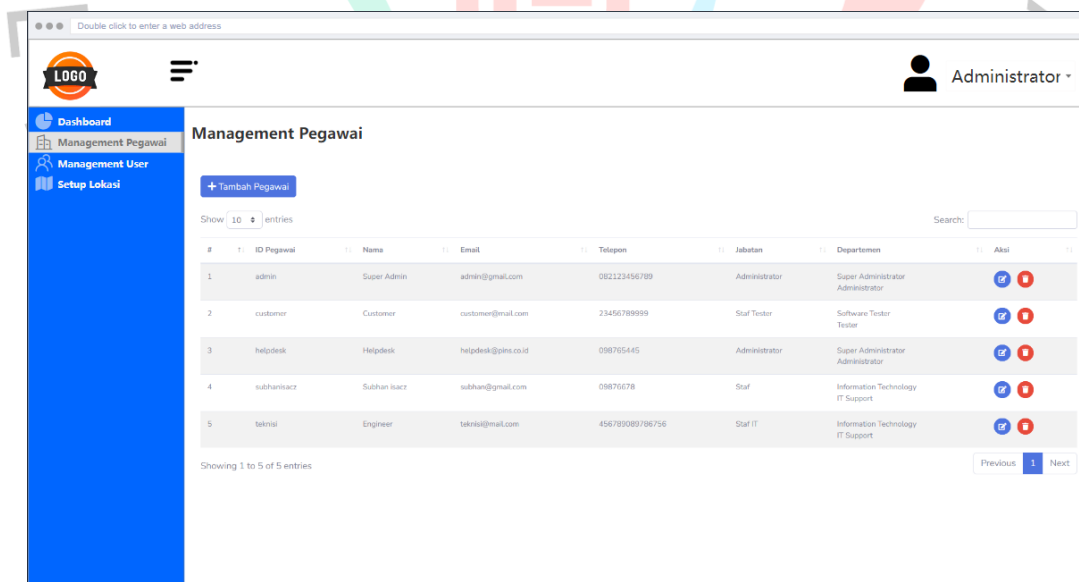 Double click to enter a web address
LOGO
Administrator
Dashboard
Management Pegawai
Management User
Setup Lokasi
Management Pegawai
+ Tambah Pegawai
Show 10 entries
Search:
# ID Pegawai Nama Email Telepon Jabatan Departemen Aksi
1 admin Super Admin admin@gmail.com 082123456789 Administrator Super Administrator
Administrator
2 customer Customer customer@mail.com 23456789999 Staf Tester Software Tester
Tester
3 helpdesk Helpdesk helpdesk@pins.co.id 098765445 Administrator Super Administrator
Administrator
4 subhanisacz Subhan isacz subhan@gmail.com 09876678 Staf Information Technology
IT Support
5 teknisi Engineer teknisi@mail.com 456789089786756 Staf IT Information Technology
IT Support
Showing 1 to 5 of 5 entries
Previous 1 Next